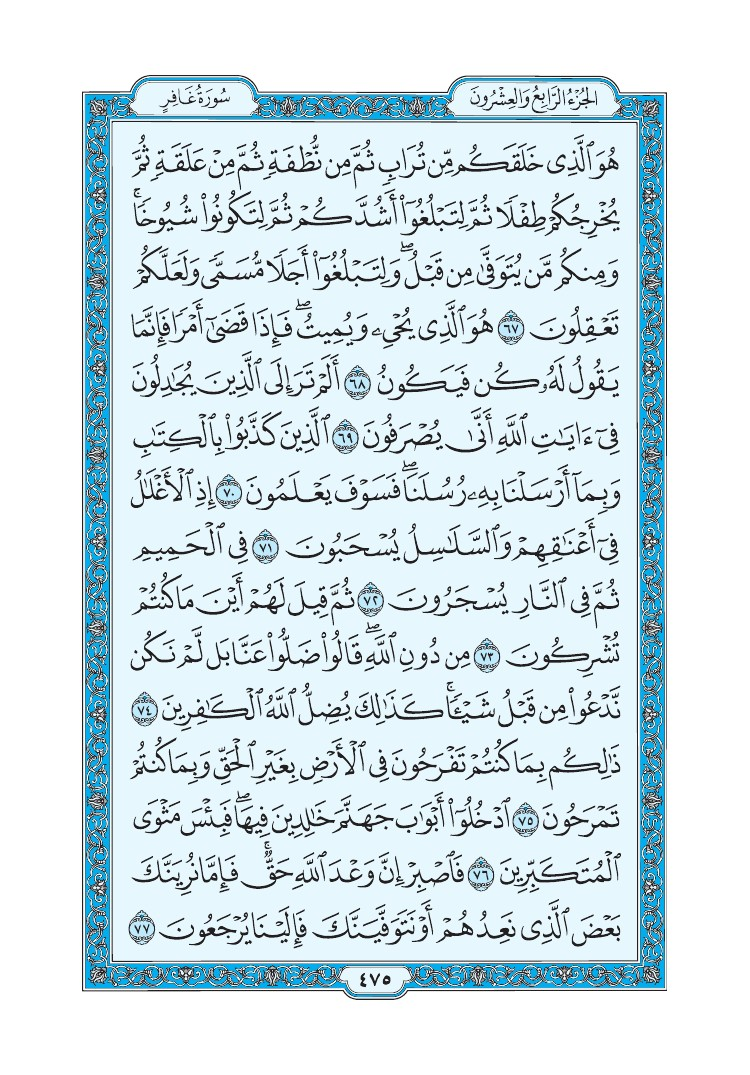 الجُزْءُ الرَّابِعُ وَالعِشْرُونَ
سُورَةُ غَافِرٍ
هُوَ ٱلَّذِى خَلَقَكُم مِّن تُرَابٍ ثُمَّ مِن نُّطْفَةٍ ثُمَّ مِنْ عَلَقَةٍ ثُمَّ
يُخْرِجُكُمْ طِفْلًا ثُمَّ لِتَبْلُغُوٓا۟ أَشُدَّكُمْ ثُمَّ لِتَكُونُوا۟ شُيُوخًاۚ
وَمِنكُم مَّن يُتَوَفَّىٰ مِن قَبْلُۖ وَلِتَبْلُغُوٓا۟ أَجَلًا مُّسَمًّى وَلَعَلَّكُمْ
تَعْقِلُونَ ٦٧ هُوَ ٱلَّذِى يُحْىِۦ وَيُمِيتُۖ فَإِذَا قَضَىٰٓ أَمْرًا فَإِنَّمَا
يَقُولُ لَهُۥ كُن فَيَكُونُ ٦٨ أَلَمْ تَرَ إِلَى ٱلَّذِينَ يُجَٰدِلُونَ
فِىٓ ءَايَٰتِ ٱللَّهِ أَنَّىٰ يُصْرَفُونَ ٦٩ ٱلَّذِينَ كَذَّبُوا۟ بِٱلْكِتَٰبِ
وَبِمَآ أَرْسَلْنَا بِهِۦ رُسُلَنَاۖ فَسَوْفَ يَعْلَمُونَ ٧٠ إِذِ ٱلْأَغْلَٰلُ
فِىٓ أَعْنَٰقِهِمْ وَٱلسَّلَٰسِلُ يُسْحَبُونَ ٧١ فِى ٱلْحَمِيمِ
ثُمَّ فِى ٱلنَّارِ يُسْجَرُونَ ٧٢ ثُمَّ قِيلَ لَهُمْ أَيْنَ مَا كُنتُمْ
تُشْرِكُونَ ٧٣ مِن دُونِ ٱللَّهِۖ قَالُوا۟ ضَلُّوا۟ عَنَّا بَل لَّمْ نَكُن
نَّدْعُوا۟ مِن قَبْلُ شَيْـًٔاۚ كَذَٰلِكَ يُضِلُّ ٱللَّهُ ٱلْكَٰفِرِينَ ٧٤
ذَٰلِكُم بِمَا كُنتُمْ تَفْرَحُونَ فِى ٱلْأَرْضِ بِغَيْرِ ٱلْحَقِّ وَبِمَا كُنتُمْ
تَمْرَحُونَ ٧٥ ٱدْخُلُوٓا۟ أَبْوَٰبَ جَهَنَّمَ خَٰلِدِينَ فِيهَاۖ فَبِئْسَ مَثْوَى
ٱلْمُتَكَبِّرِينَ ٧٦ فَٱصْبِرْ إِنَّ وَعْدَ ٱللَّهِ حَقٌّۚ فَإِمَّا نُرِيَنَّكَ
بَعْضَ ٱلَّذِى نَعِدُهُمْ أَوْ نَتَوَفَّيَنَّكَ فَإِلَيْنَا يُرْجَعُونَ ٧٧
٤٧٥